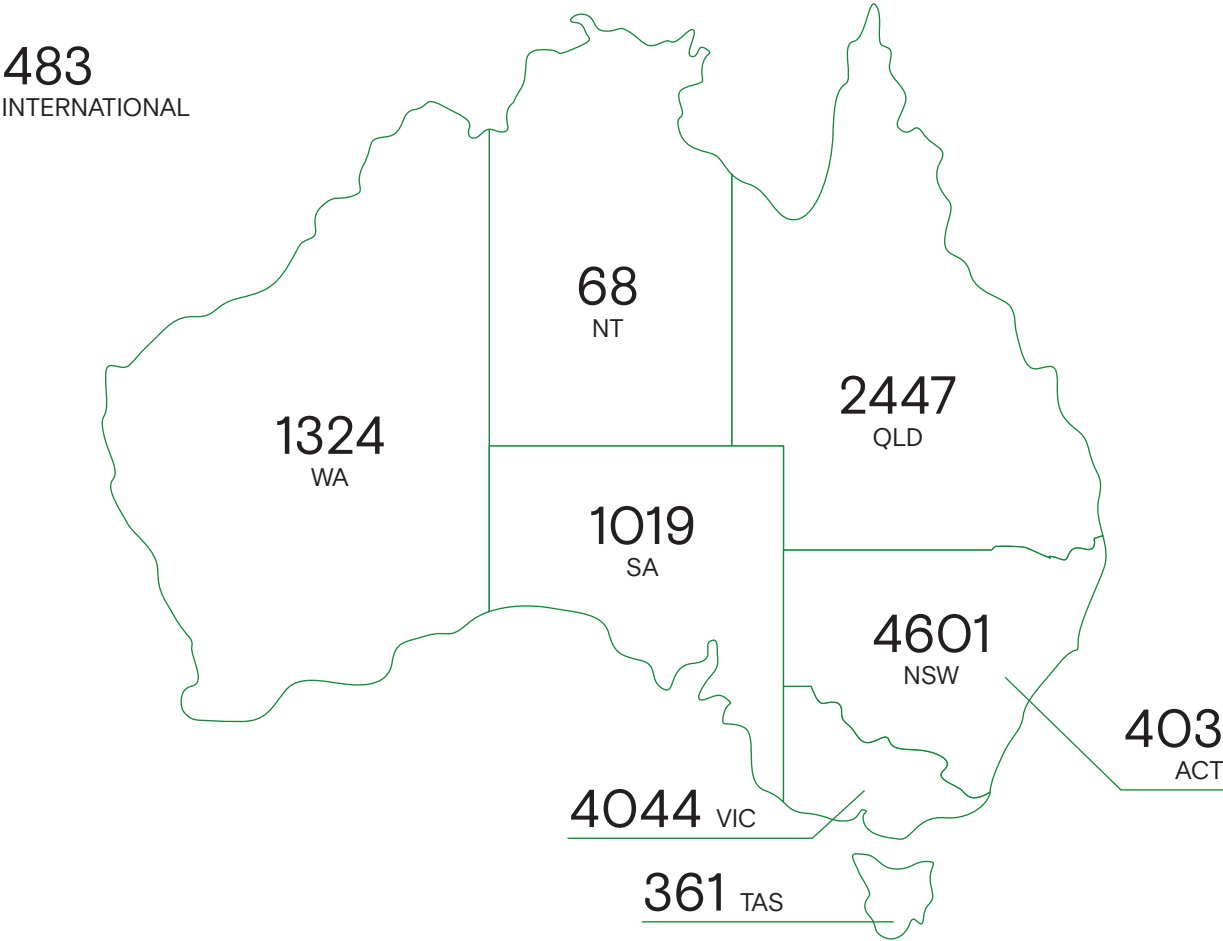 483
INTERNATIONAL
68
NT
2447
QLD
1324
WA
1019
SA
4601
NSW
403
ACT
4044 VIC
361 TAS